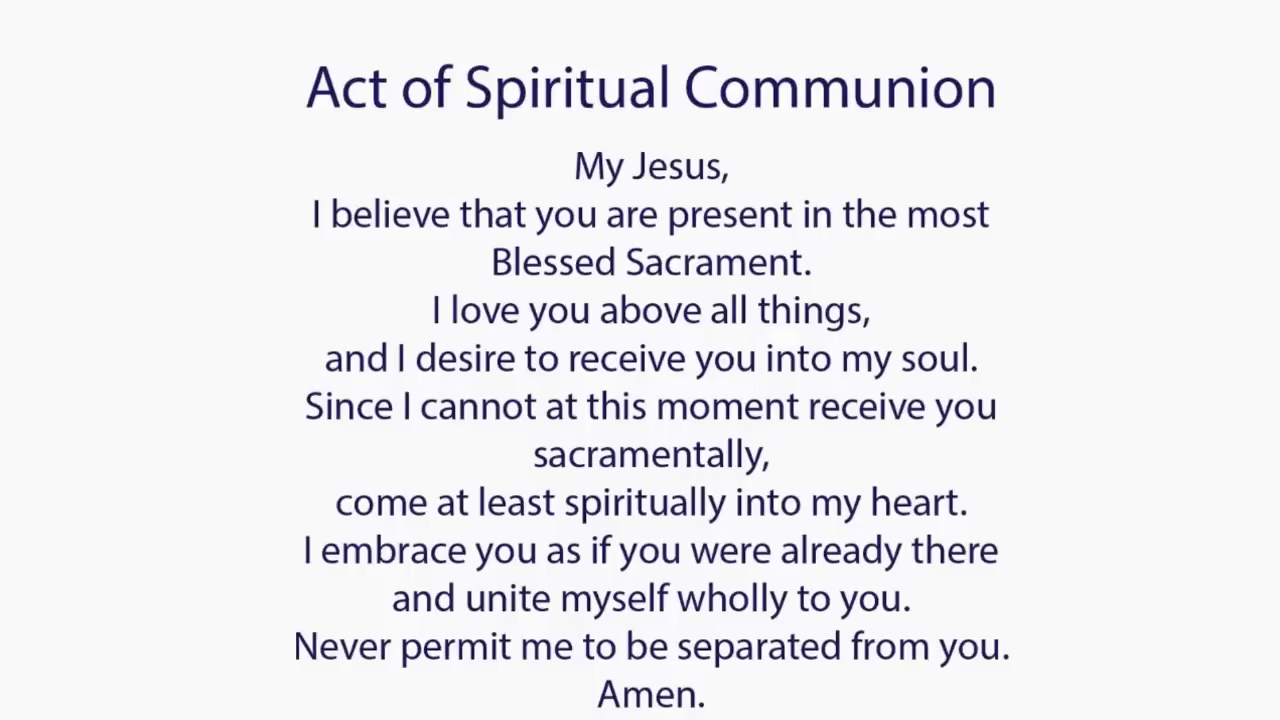 Act of Spiritual Communion
My Jesus,
I believe that you are present in the most
Blessed Sacrament.
I love you above all things,
and I desire to receive you into my soul.
Since I cannot at this moment receive you
sacramentally,
come at least spiritually into my heart.
I embrace you as if you were already there
and unite myself wholly to you.
Never permit me to be separated from you.
Amen.